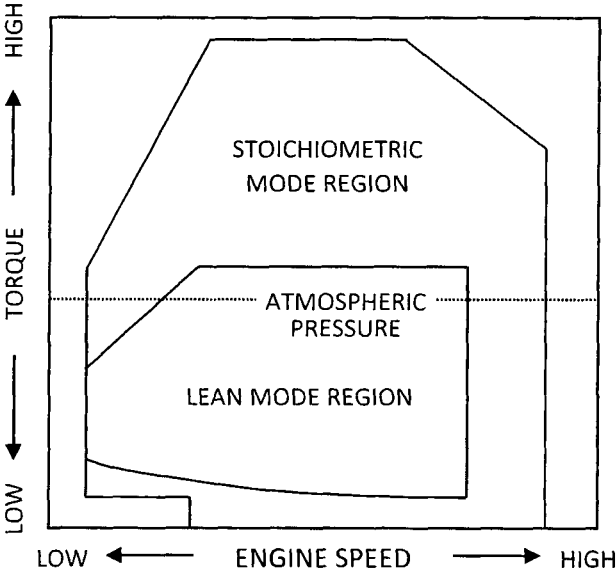 HIGH
TORQUE
LOW
STOICHIOMETRIC
MODE REGION
ATMOSPHERIC
PRESSURE
LEAN MODE REGION
LOW
ENGINE SPEED
HIGH